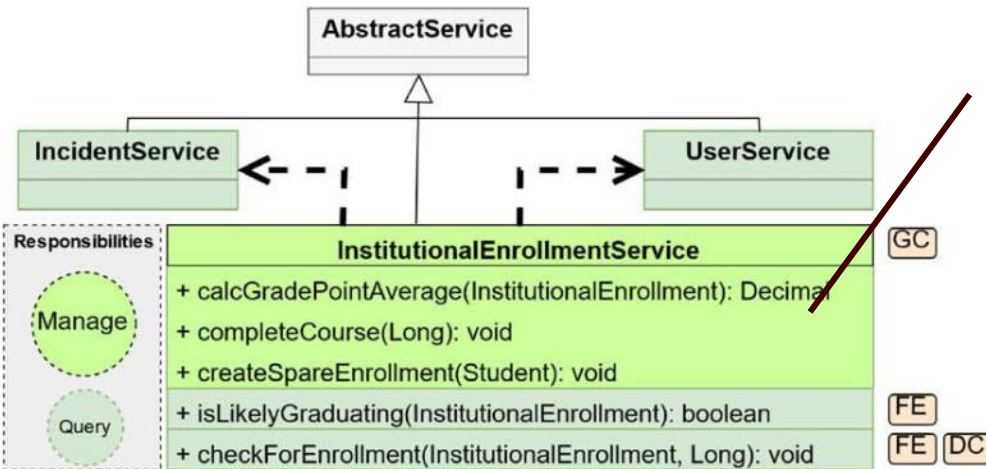 AbstractService
IncidentService
UserService
Responsibilities
InstitutionalEnrollmentService
GC
Manage
+ calcGradePointAverage(InstitutionalEnrollment): Decimal
+ completeCourse(Long): void
+ createSpareEnrollment(Student): void
Query
+ isLikelyGraduating(InstitutionalEnrollment): boolean
FE
+ checkForEnrollment(InstitutionalEnrollment, Long): void
FE DC